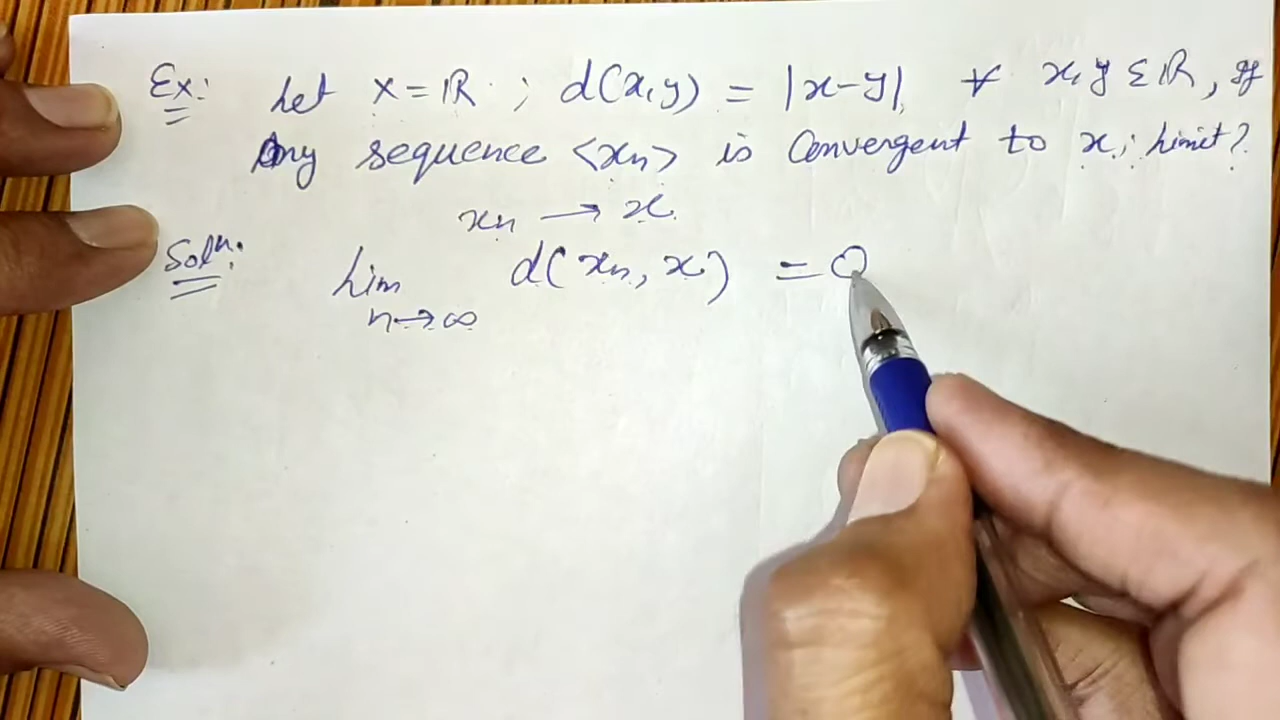 Ex: Let X = ℝ ; d(x,y) = |x-y| ∀ x, y Ɛ ℝ, if
Any sequence <xn> is Convergent to x; limit?
xn → x.
Soln: lim n→∞ d(xn, x) = 0